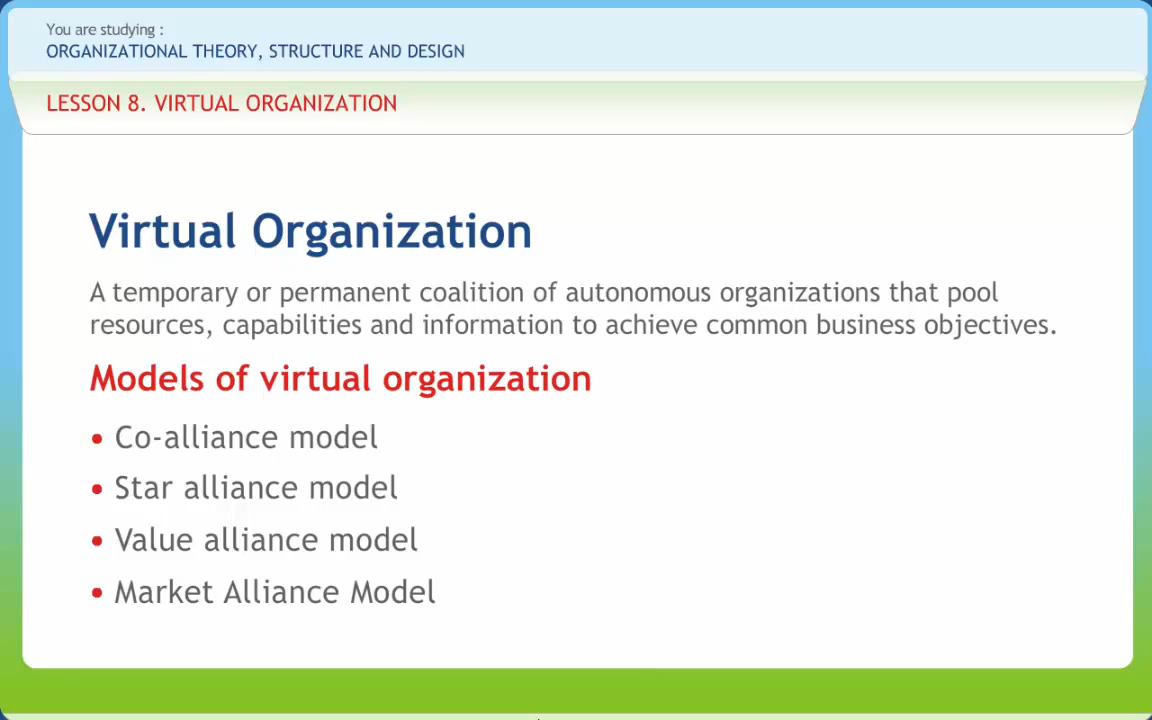 You are studying :
ORGANIZATIONAL THEORY, STRUCTURE AND DESIGN
LESSON 8. VIRTUAL ORGANIZATION
Virtual Organization
A temporary or permanent coalition of autonomous organizations that pool
resources, capabilities and information to achieve common business objectives.
Models of virtual organization
• Co-alliance model
• Star alliance model
• Value alliance model
• Market Alliance Model